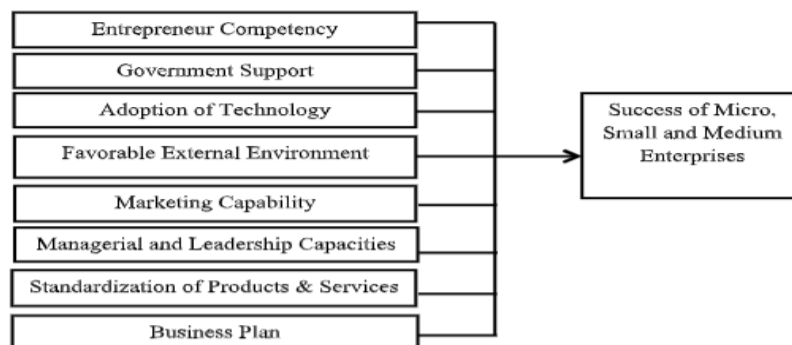 Entrepreneur Competency
Government Support
Adoption of Technology
Favorable External Environment
Marketing Capability
Managerial and Leadership Capacities
Standardization of Products & Services
Business Plan
Success of Micro,
Small and Medium
Enterprises